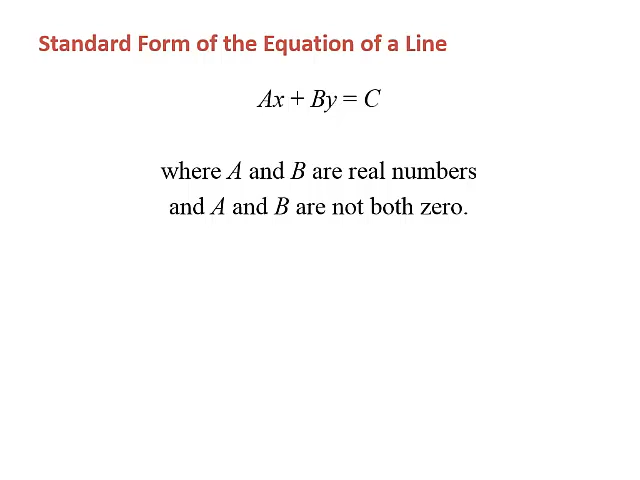 Standard Form of the Equation of a Line
Ax + By = C
where A and B are real numbers
and A and B are not both zero.